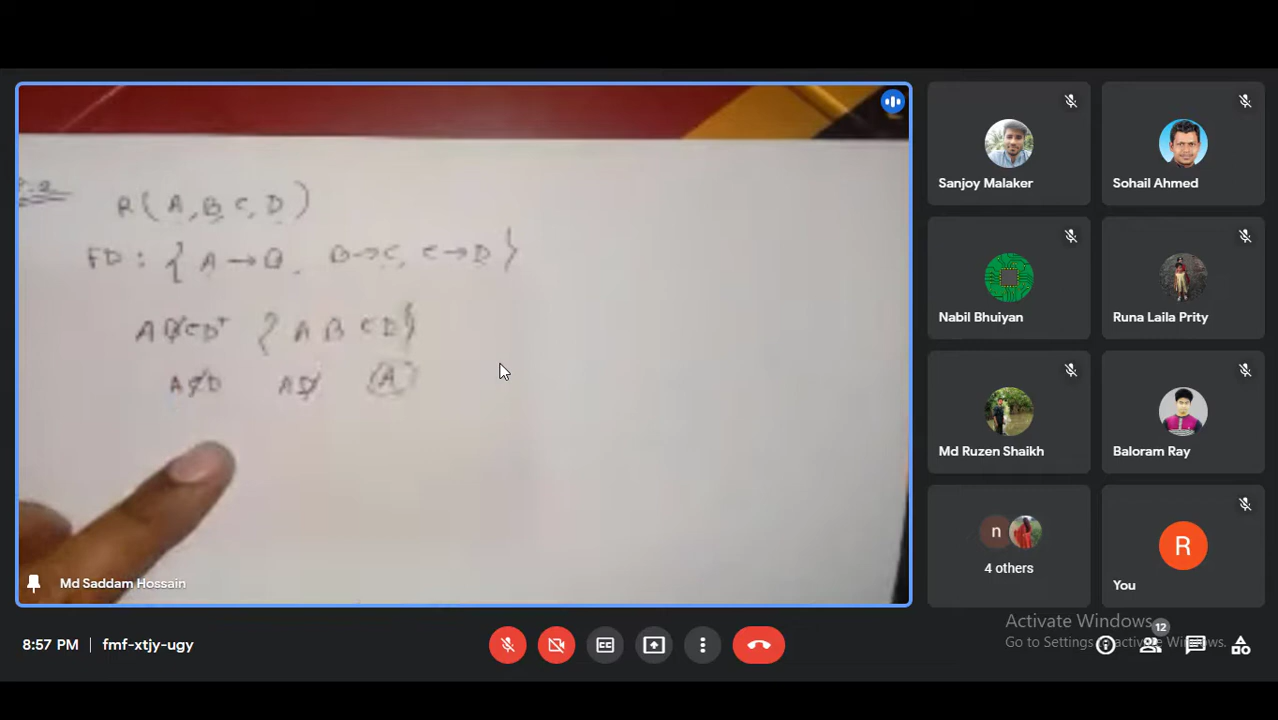 R(A, B C, D)
FD: { A → B, B → C, C → D }
A B C D⁺ { A B C D }
A C D A D (A)
Md Saddam Hossain
Sanjoy Malaker
Sohail Ahmed
Nabil Bhuiyan
Runa Laila Prity
Md Ruzen Shaikh
Baloram Ray
n
4 others
R
You
Activate Windows
Go to Settings to activate Windows.
8:57 PM | fmf-xtjy-ugy
12